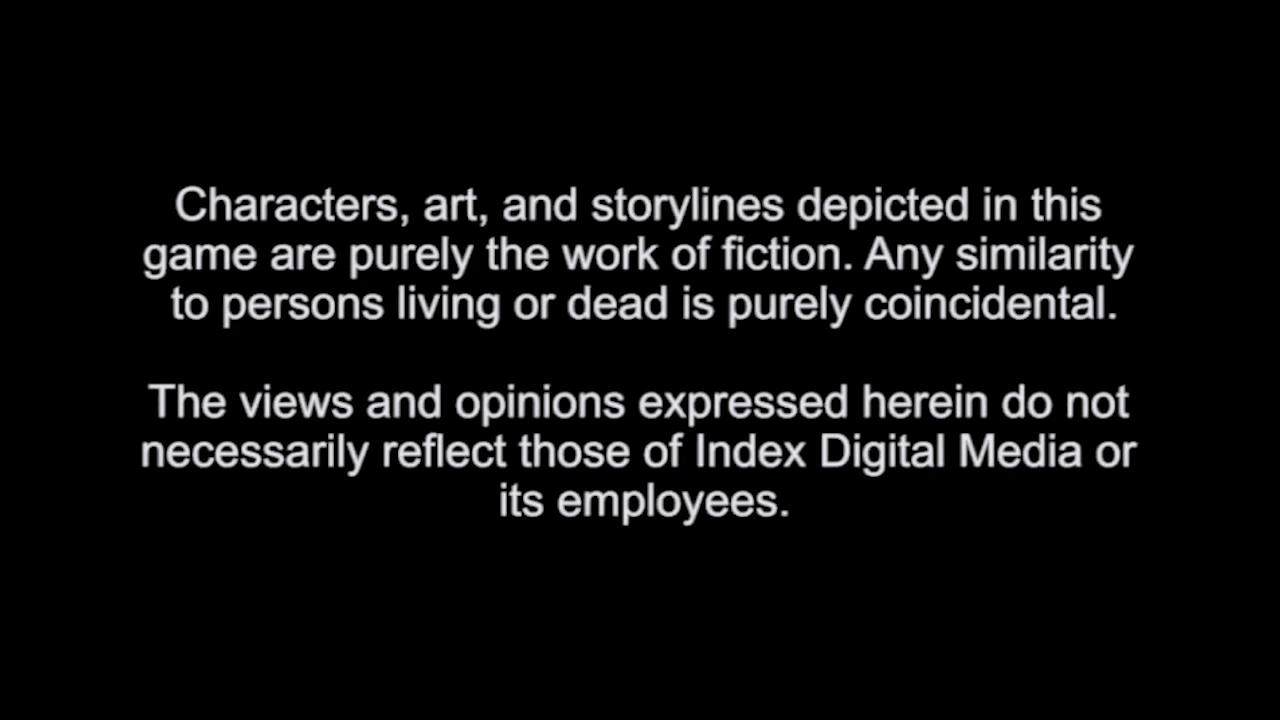 Characters, art, and storylines depicted in this
game are purely the work of fiction. Any similarity
to persons living or dead is purely coincidental.
The views and opinions expressed herein do not
necessarily reflect those of Index Digital Media or
its employees.